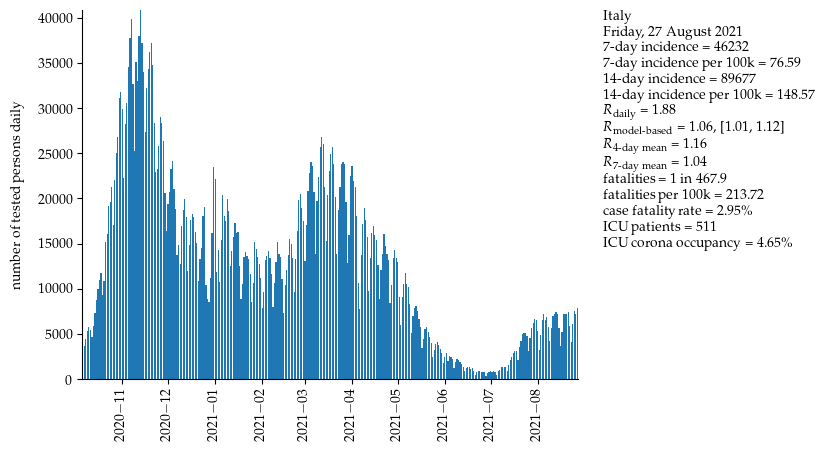 number of tested persons daily
40000
35000
30000
25000
20000
15000
10000
5000
0
2020−11
2020−12
2021−01
2021−02
2021−03
2021−04
2021−05
2021−06
2021−07
2021−08
Italy
Friday, 27 August 2021
7-day incidence = 46232
7-day incidence per 100k = 76.59
14-day incidence = 89677
14-day incidence per 100k = 148.57
R daily = 1.88
R model-based = 1.06, [1.01, 1.12]
R 4-day mean = 1.16
R 7-day mean = 1.04
fatalities = 1 in 467.9
fatalities per 100k = 213.72
case fatality rate = 2.95%
ICU patients = 511
ICU corona occupancy = 4.65%